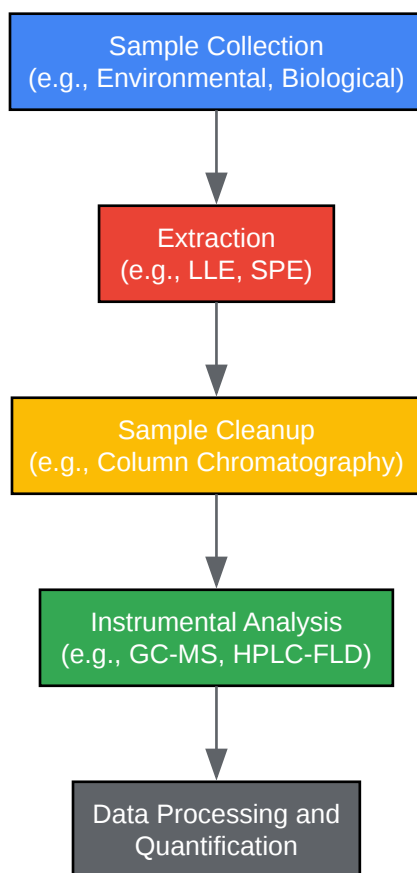 Sample Collection
(e.g., Environmental, Biological)
Extraction
(e.g., LLE, SPE)
Sample Cleanup
(e.g., Column Chromatography)
Instrumental Analysis
(e.g., GC-MS, HPLC-FLD)
Data Processing and
Quantification